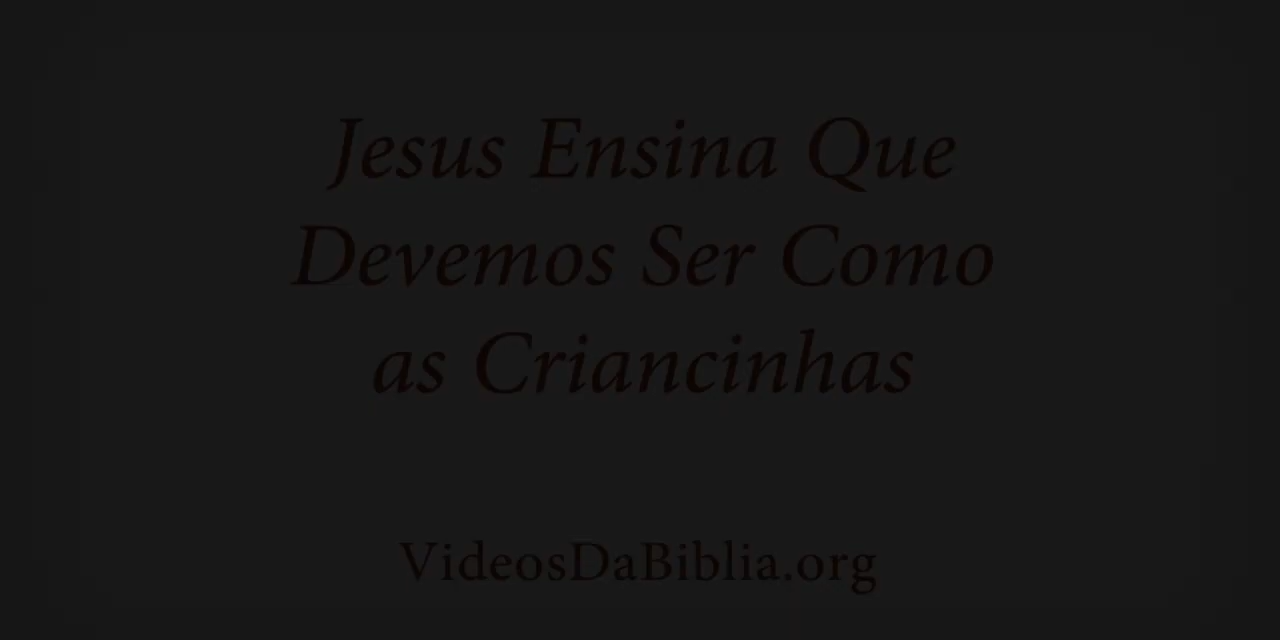 Jesus Ensina Que
Devemos Ser Como
as Criancinhas
VideosDaBiblia.org